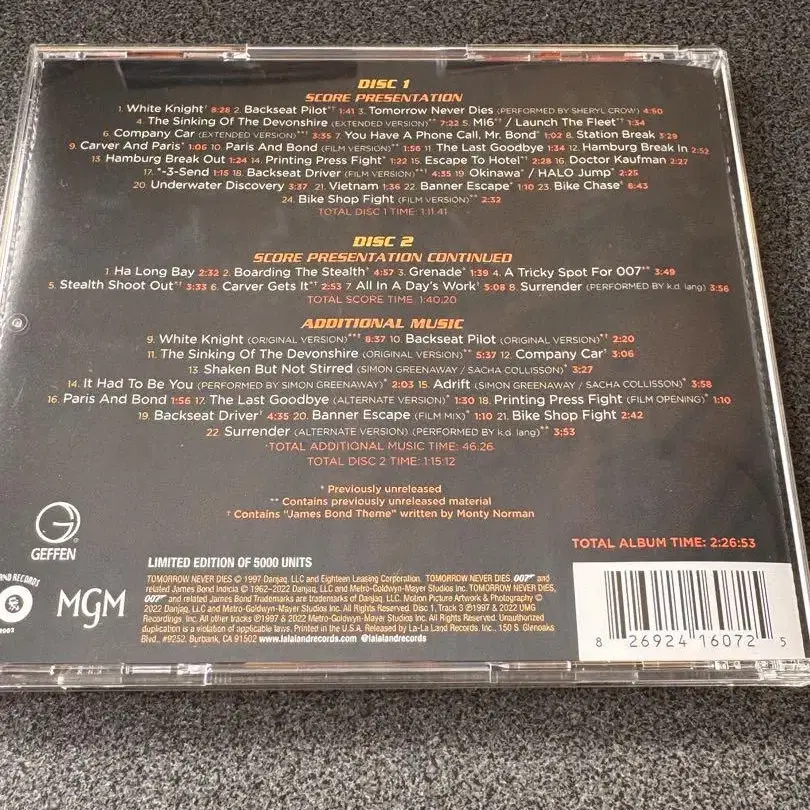 DISC 1
SCORE PRESENTATION
1. White Knight† 8:28 2. Backseat Pilot*† 1:41 3. Tomorrow Never Dies (PERFORMED BY SHERYL CROW) 4:50
4. The Sinking Of The Devonshire (EXTENDED VERSION)** 7:22 5. Mi6*† / Launch The Fleet*† 1:34
6. Company Car (EXTENDED VERSION)**† 3:35 7. You Have A Phone Call, Mr. Bond* 1:02 8. Station Break 3:29
9. Carver And Paris* 1:06 10. Paris And Bond (FILM VERSION)** 1:56 11. The Last Goodbye 1:34 12. Hamburg Break In 2:52
13. Hamburg Break Out 1:24 14. Printing Press Fight* 1:22 15. Escape To Hotel*† 2:28 16. Doctor Kaufman 2:27
17. *-3-Send 1:15 18. Backseat Driver (FILM VERSION)**† 4:35 19. Okinawa* / HALO Jump* 2:25
20. Underwater Discovery 3:37 21. Vietnam* 1:36 22. Banner Escape* 1:10 23. Bike Chase† 6:43
24. Bike Shop Fight (FILM VERSION)** 2:32
TOTAL DISC 1 TIME: 1:11:41
DISC 2
SCORE PRESENTATION CONTINUED
1. Ha Long Bay* 2:32 2. Boarding The Stealth* 4:57 3. Grenade* 1:39 4. A Tricky Spot For 007** 3:49
5. Stealth Shoot Out*† 3:33 6. Carver Gets It*† 2:53 7. All In A Day's Work† 5:08 8. Surrender (PERFORMED BY k.d. lang) 3:56
TOTAL SCORE TIME: 1:40:20
ADDITIONAL MUSIC
9. White Knight (ORIGINAL VERSION)**† 8:37 10. Backseat Pilot (ORIGINAL VERSION)*† 2:20
11. The Sinking Of The Devonshire (ORIGINAL VERSION)** 5:37 12. Company Car† 3:06
13. Shaken But Not Stirred (SIMON GREENAWAY / SACHA COLLISSON)* 3:27
14. It Had To Be You (PERFORMED BY SIMON GREENAWAY)* 2:03 15. Adrift (SIMON GREENAWAY / SACHA COLLISSON)* 3:58
16. Paris And Bond 1:56 17. The Last Goodbye (ALTERNATE VERSION)* 1:30 18. Printing Press Fight (FILM OPENING)* 1:10
19. Backseat Driver† 4:35 20. Banner Escape (FILM MIX)* 1:10 21. Bike Shop Fight 2:42
22. Surrender (ALTERNATE VERSION) (PERFORMED BY k.d. lang)** 3:53
TOTAL ADDITIONAL MUSIC TIME: 46:26
TOTAL DISC 2 TIME: 1:15:12
* Previously unreleased
** Contains previously unreleased material
† Contains "James Bond Theme" written by Monty Norman
TOTAL ALBUM TIME: 2:26:53
G
GEFFEN
LIMITED EDITION OF 5000 UNITS
TOMORROW NEVER DIES © 1997 Danjaq, LLC and Eighteen Leasing Corporation. TOMORROW NEVER DIES, 007 and
related James Bond Indicia © 1962-2022 Danjaq, LLC and Metro-Goldwyn-Mayer Studios Inc. TOMORROW NEVER DIES,
007 and related James Bond Trademarks are trademarks of Danjaq, LLC. Motion Picture Artwork & Photography ©
2022 Danjaq, LLC and Metro-Goldwyn-Mayer Studios Inc. All Rights Reserved. Disc 1, Track 3 ℗1997 & 2022 UMG
Recordings, Inc. All other tracks ℗1997 & 2022 Metro-Goldwyn-Mayer Studios Inc. All Rights Reserved. Unauthorized
duplication is a violation of applicable laws. Printed in the U.S.A. Released by La-La Land Records, Inc., 150 S. Glenoaks
Blvd., #9252, Burbank, CA 91502 www.lalalandrecords.com @lalalandrecords
AND RECORDS
2002
MGM
8 26924 16072 5